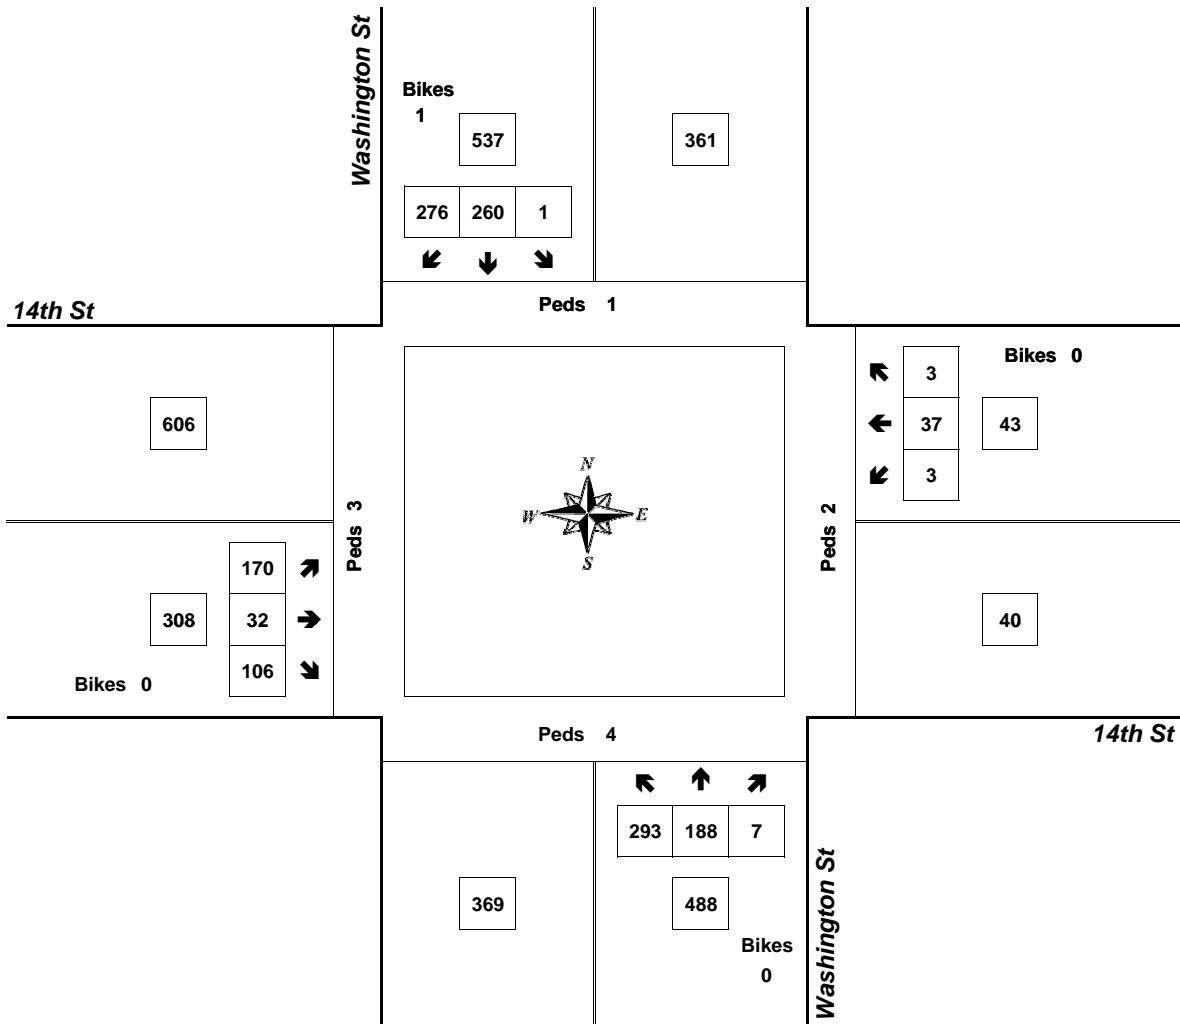 Washington St
Bikes
1
537
361
276 260 1
Peds 1
14th St
Bikes 0
3
606
37 43
3
N
W E
S
Peds 3
Peds 2
170
308 32
40
106
Bikes 0
Peds 4
14th St
293 188 7
369
488
Bikes
0
Washington St